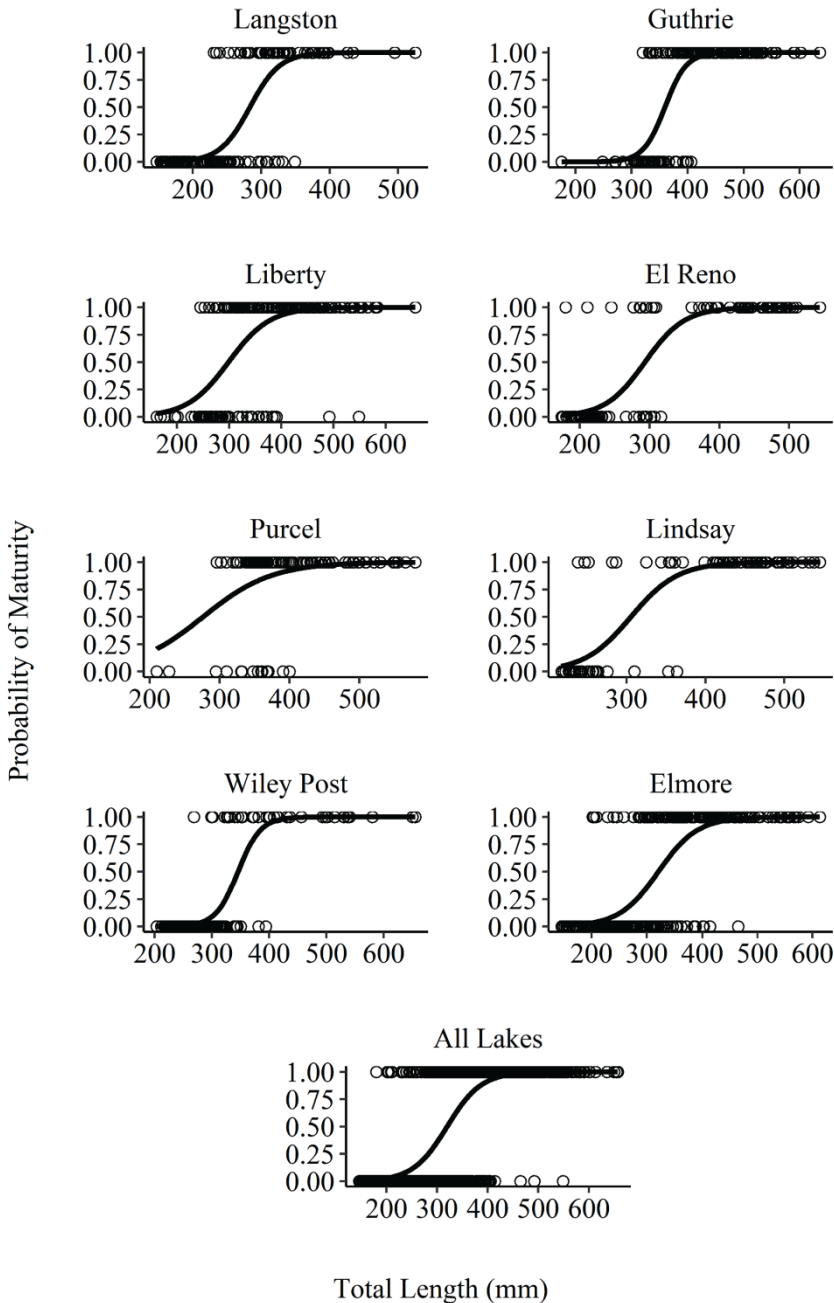 Langston
1.00
0.75
0.50
0.25
0.00
200 300 400 500
Guthrie
1.00
0.75
0.50
0.25
0.00
200 300 400 500 600
Liberty
1.00
0.75
0.50
0.25
0.00
200 300 400 500 600
El Reno
1.00
0.75
0.50
0.25
0.00
200 300 400 500
Purcel
1.00
0.75
0.50
0.25
0.00
200 300 400 500
Lindsay
1.00
0.75
0.50
0.25
0.00
300 400 500
Wiley Post
1.00
0.75
0.50
0.25
0.00
200 300 400 500 600
Elmore
1.00
0.75
0.50
0.25
0.00
200 300 400 500 600
All Lakes
1.00
0.75
0.50
0.25
0.00
200 300 400 500 600
Probability of Maturity
Total Length (mm)